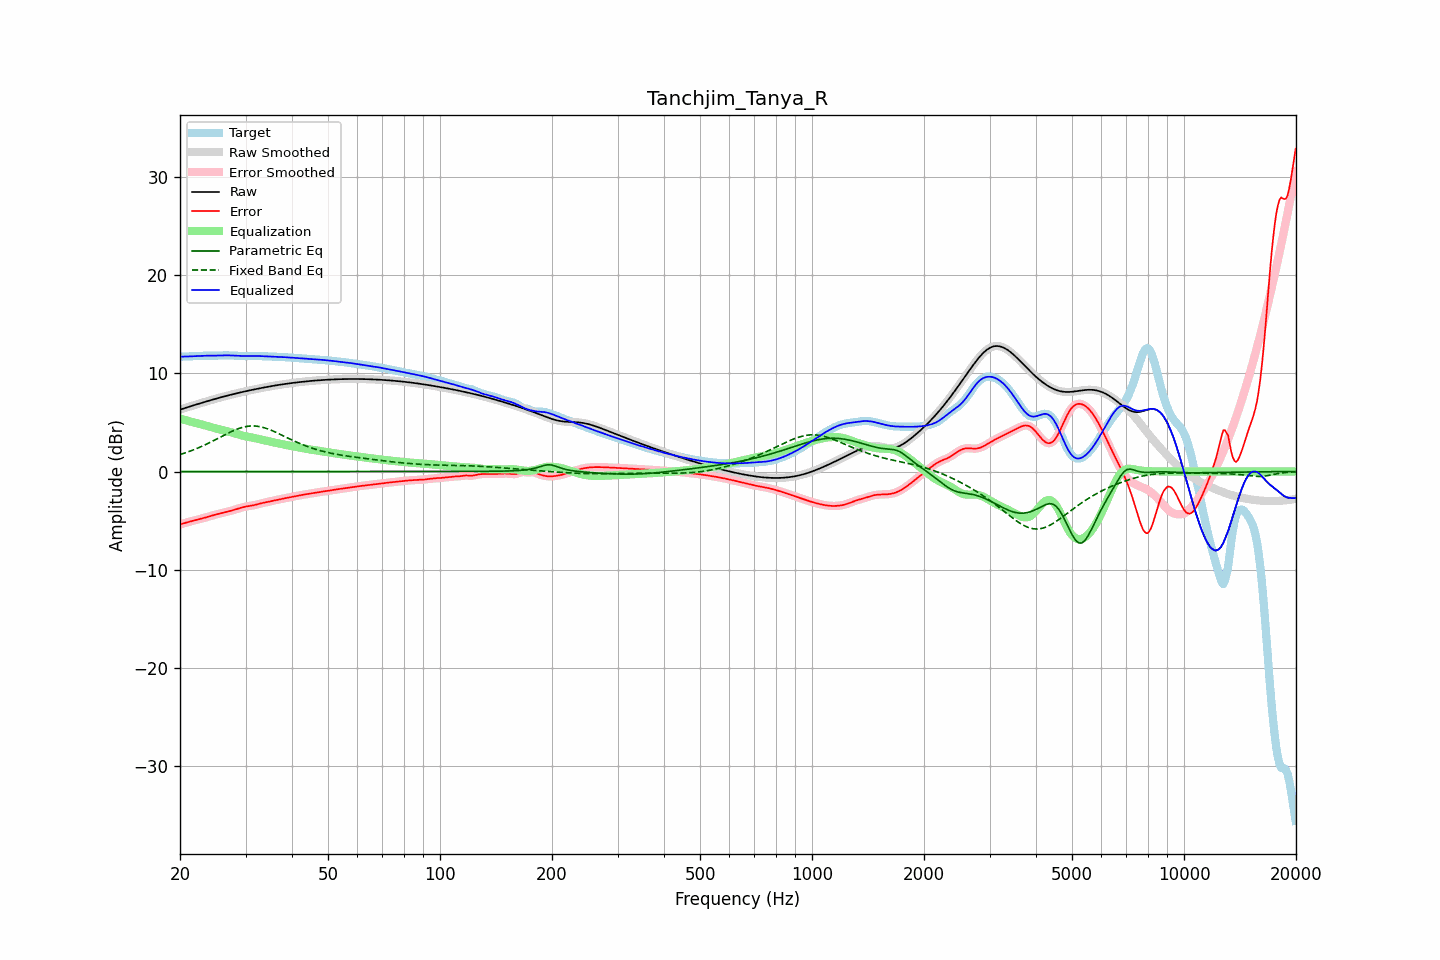 Tanchjim_Tanya_R
Target
Raw Smoothed
Error Smoothed
Raw
Error
Equalization
Parametric Eq
Fixed Band Eq
Equalized
Amplitude (dBr)
30
20
10
0
−10
−20
−30
20 50 100 200 500 1000 2000 5000 10000 20000
Frequency (Hz)